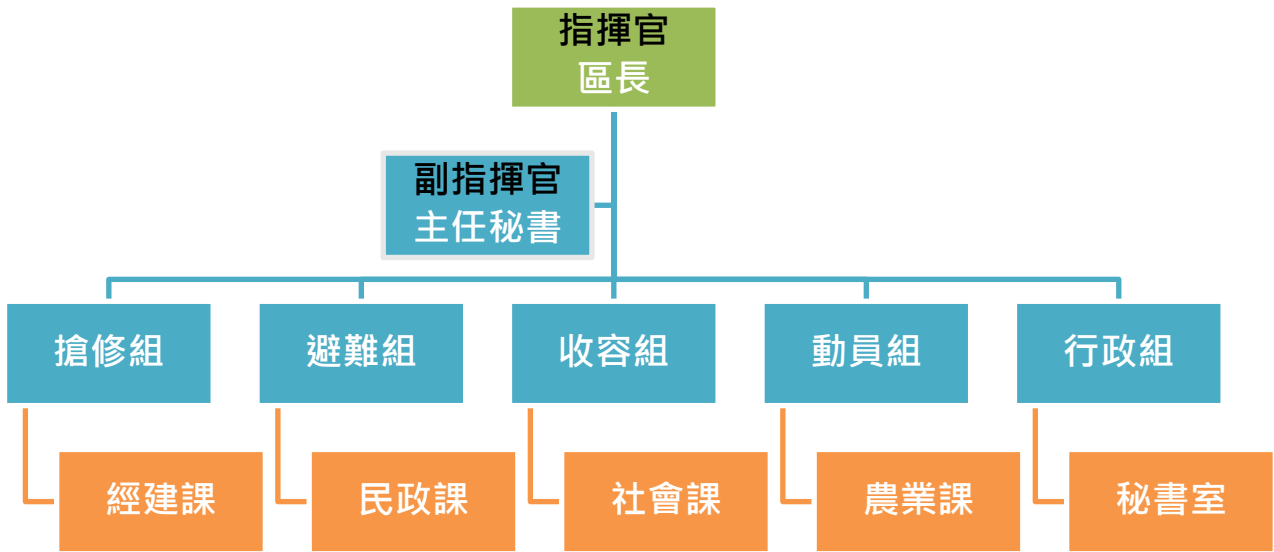 指揮官
區長
副指揮官
主任秘書
搶修組
避難組
收容組
動員組
行政組
經建課
民政課
社會課
農業課
秘書室